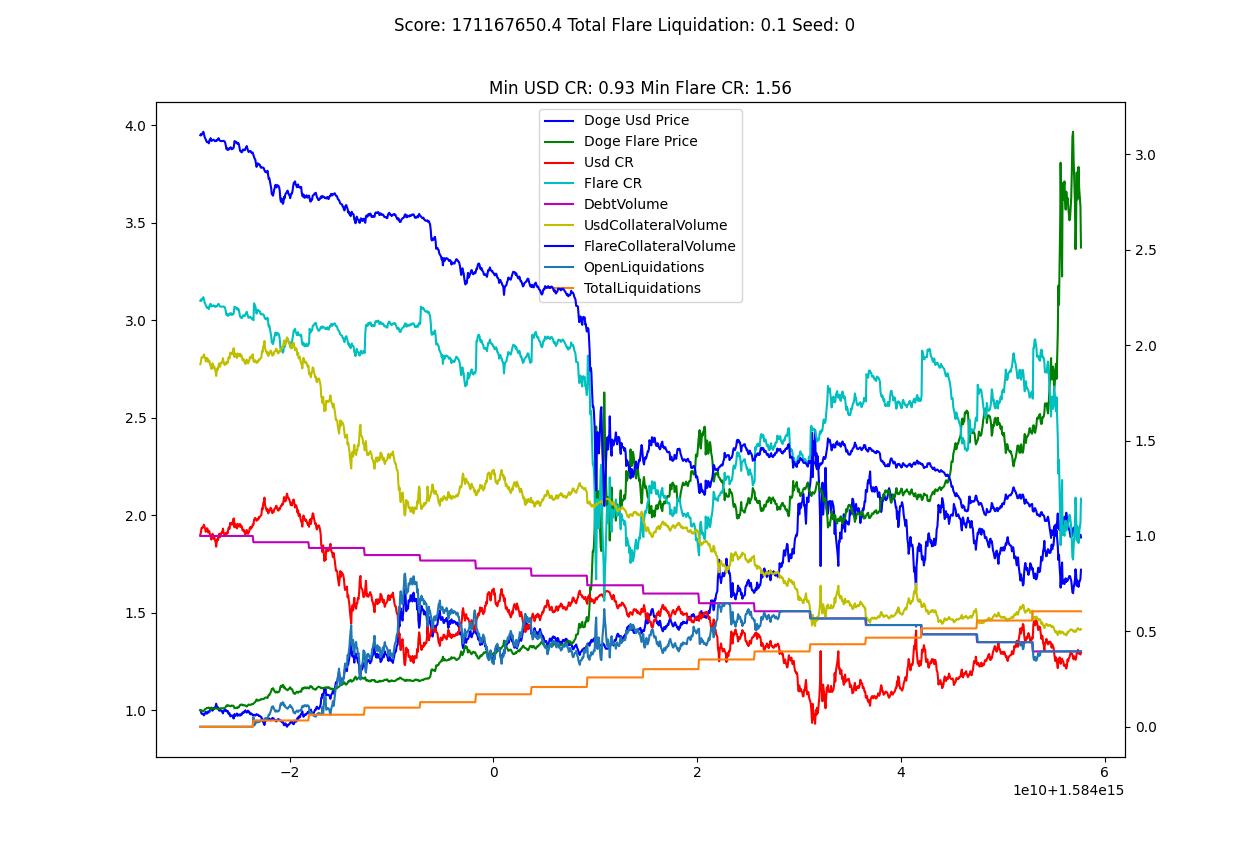 Score: 171167650.4 Total Flare Liquidation: 0.1 Seed: 0
Min USD CR: 0.93 Min Flare CR: 1.56
Doge Usd Price
Doge Flare Price
Usd CR
Flare CR
DebtVolume
UsdCollateralVolume
FlareCollateralVolume
OpenLiquidations
TotalLiquidations
4.0
3.5
3.0
2.5
2.0
1.5
1.0
3.0
2.5
2.0
1.5
1.0
0.5
0.0
−2 0 2 4 6
1e10+1.584e15